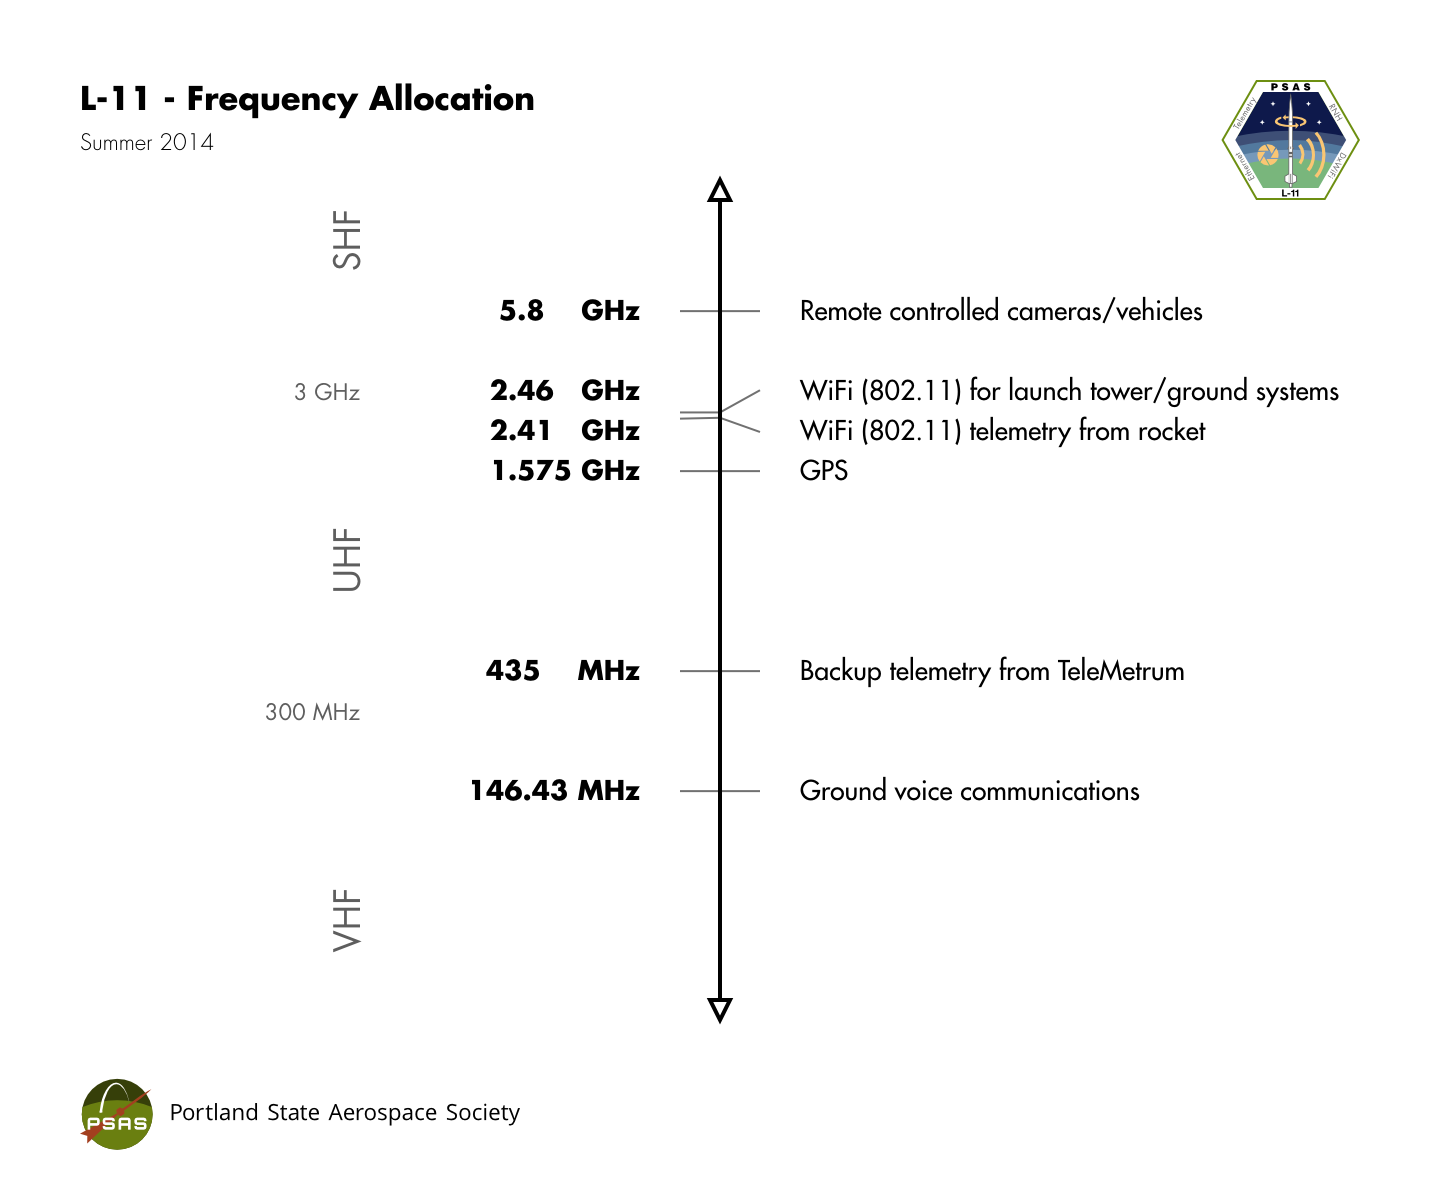 L-11 - Frequency Allocation
Summer 2014
PSAS
Telemetry
RNH
Ethernet
DxWiFi
L-11
SHF
5.8 GHz Remote controlled cameras/vehicles
3 GHz 2.46 GHz WiFi (802.11) for launch tower/ground systems
2.41 GHz WiFi (802.11) telemetry from rocket
1.575 GHz GPS
UHF
435 MHz Backup telemetry from TeleMetrum
300 MHz
146.43 MHz Ground voice communications
VHF
PSAS Portland State Aerospace Society